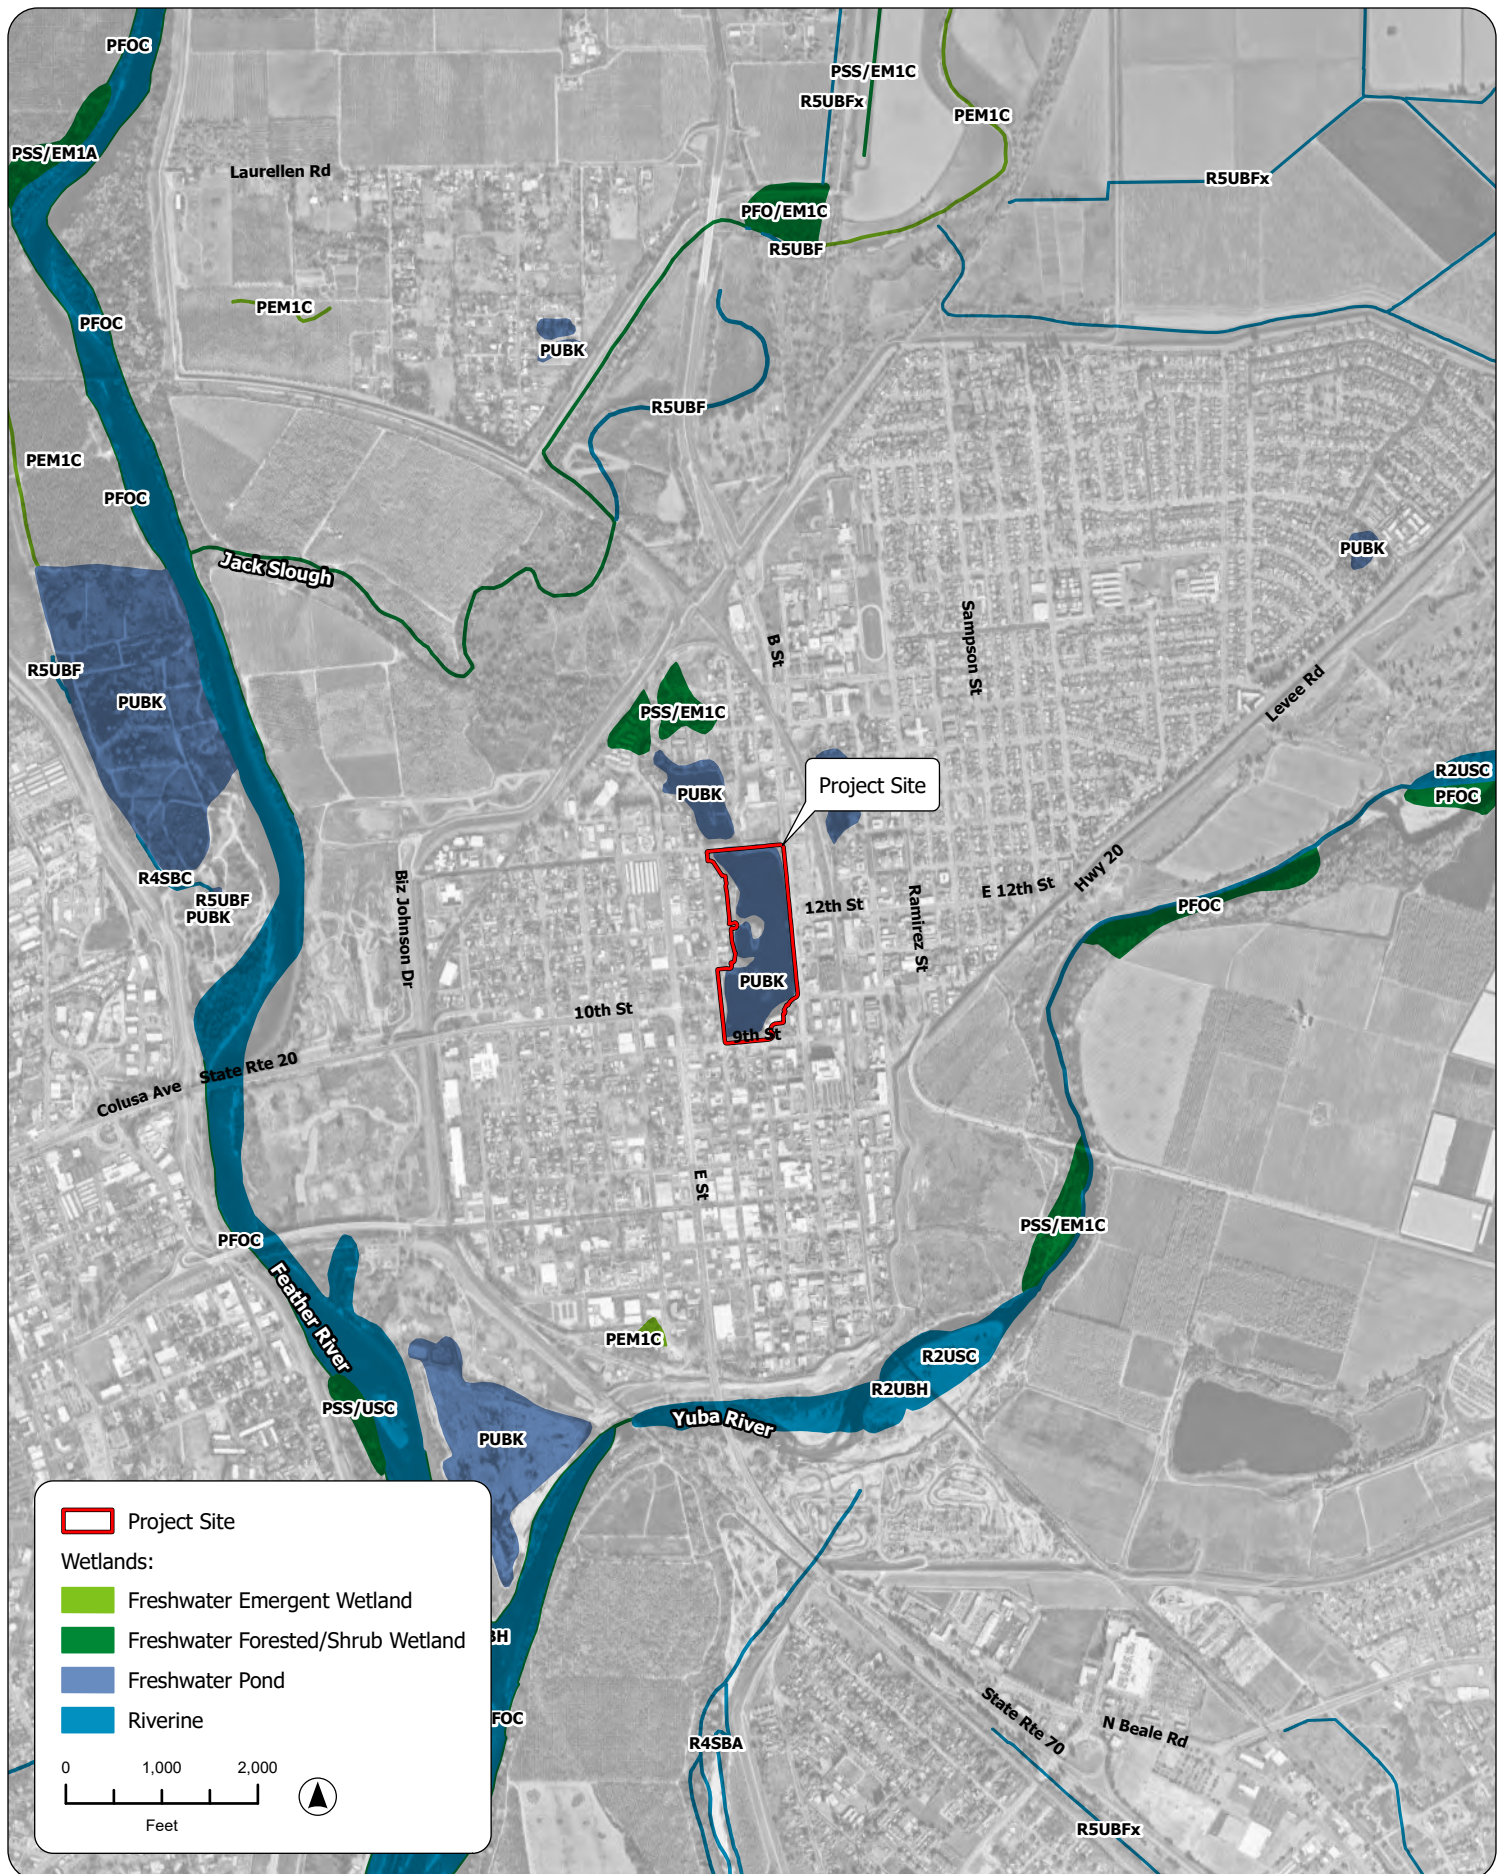 PFOC
PSS/EM1C
R5UBFx
PEM1C
PSS/EM1A
Laurellen Rd
R5UBFx
PFO/EM1C
R5UBF
PEM1C
PFOC
PUBK
R5UBF
PEM1C
PFOC
PUBK
Jack Slough
Sampson St
B St
R5UBF
PUBK
Levee Rd
PSS/EM1C
R2USC
PFOC
PUBK
Project Site
Hwy 20
R4SBC
R5UBF
PUBK
Biz Johnson Dr
12th St
Ramirez St
E 12th St
PFOC
PUBK
10th St
9th St
State Rte 20
Colusa Ave
E St
PSS/EM1C
PFOC
Feather River
PEM1C
R2USC
R2UBH
PSS/USC
Yuba River
PUBK
Project Site
Wetlands:
Freshwater Emergent Wetland
Freshwater Forested/Shrub Wetland
Freshwater Pond
Riverine
0 1,000 2,000
Feet
BH
FOC
R4SBA
State Rte 70
N Beale Rd
R5UBFx